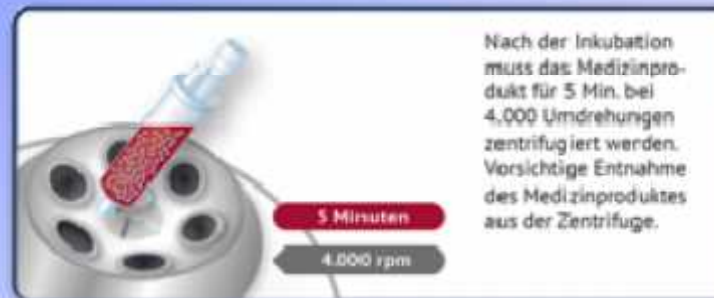 Nach der Inkubation
muss das Medizinpro-
dukt für 5 Min. bei
4.000 Umdrehungen
zentrifugiert werden.
Vorsichtige Entnahme
des Medizinproduktes
aus der Zentrifuge.
5 Minuten
4.000 rpm